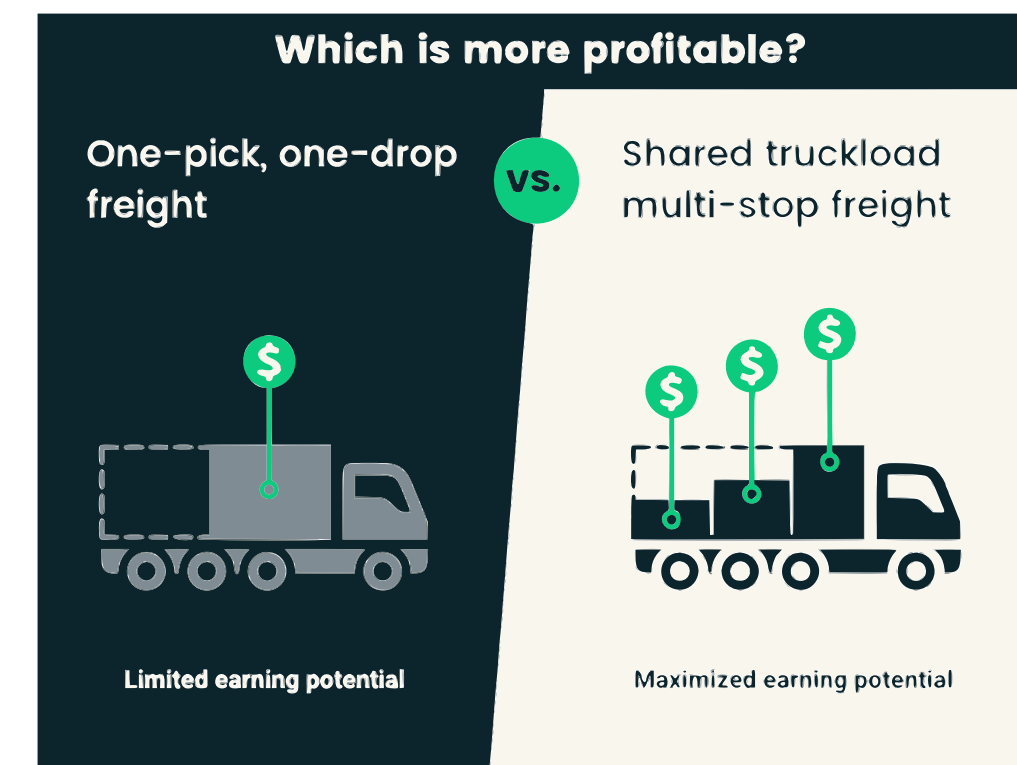 Which is more profitable?
One-pick, one-drop
freight
vs.
Shared truckload
multi-stop freight
$
$
$
$
Limited earning potential
Maximized earning potential